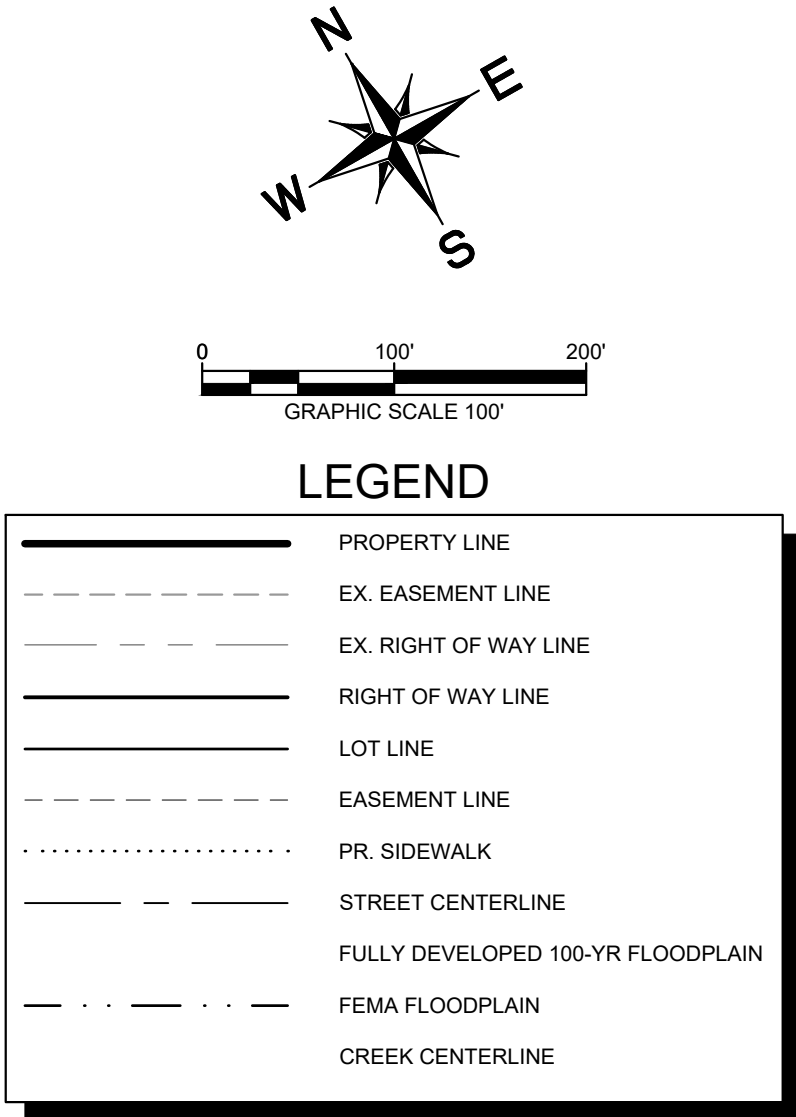 N
E
W
S
0 100' 200'
GRAPHIC SCALE 100'
LEGEND
PROPERTY LINE
EX. EASEMENT LINE
EX. RIGHT OF WAY LINE
RIGHT OF WAY LINE
LOT LINE
EASEMENT LINE
PR. SIDEWALK
STREET CENTERLINE
FULLY DEVELOPED 100-YR FLOODPLAIN
FEMA FLOODPLAIN
CREEK CENTERLINE